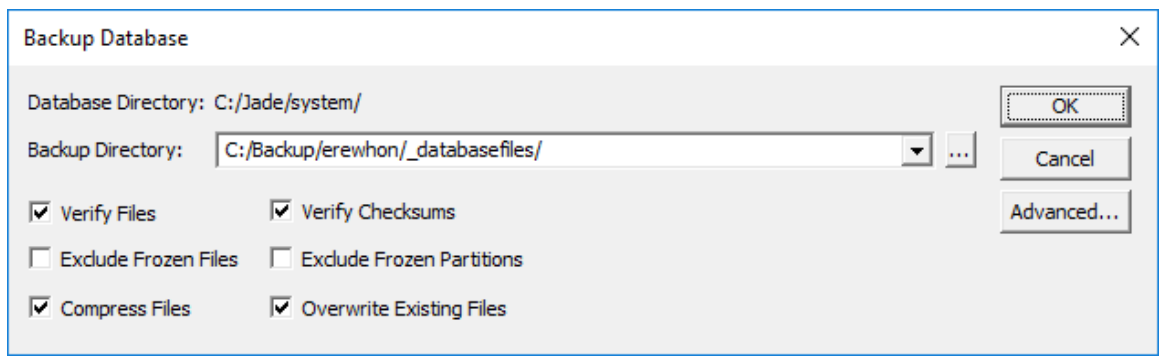 Backup Database
Database Directory: C:/Jade/system/
OK
Backup Directory: C:/Backup/erewhon/_databasefiles/
...
Cancel
Verify Files
Verify Checksums
Advanced...
Exclude Frozen Files
Exclude Frozen Partitions
Compress Files
Overwrite Existing Files